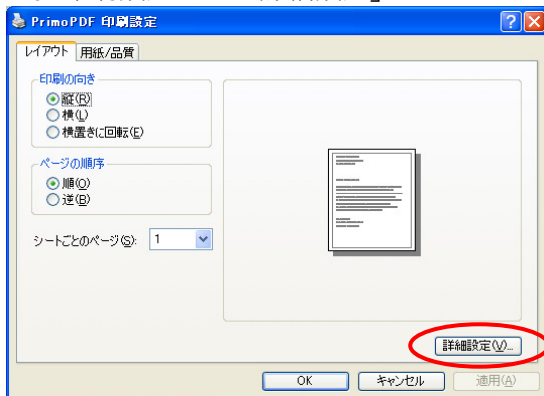 PrimoPDF 印刷設定
レイアウト 用紙/品質
印刷の向き
縦(R)
横(L)
横置きに回転(E)
ページの順序
順(O)
逆(B)
シートごとのページ(S): 1
詳細設定(V)...
OK キャンセル 適用(A)